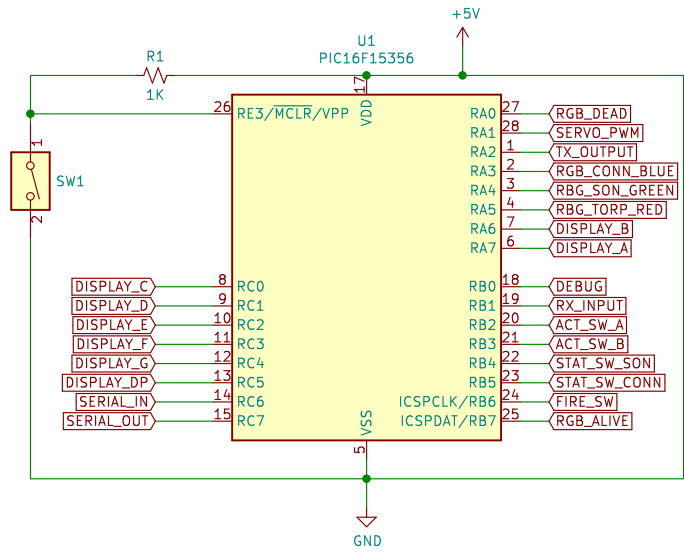 +5V
U1
PIC16F15356
R1
1K
17
VDD
26 RE3/MCLR/VPP
RA0 27 RGB_DEAD
RA1 28 SERVO_PWM
RA2 1 TX_OUTPUT
RA3 2 RGB_CONN_BLUE
RA4 3 RBG_SON_GREEN
RA5 4 RBG_TORP_RED
RA6 7 DISPLAY_B
RA7 6 DISPLAY_A
1
SW1
2
DISPLAY_C 8 RC0 RB0 18 DEBUG
DISPLAY_D 9 RC1 RB1 19 RX_INPUT
DISPLAY_E 10 RC2 RB2 20 ACT_SW_A
DISPLAY_F 11 RC3 RB3 21 ACT_SW_B
DISPLAY_G 12 RC4 RB4 22 STAT_SW_SON
DISPLAY_DP 13 RC5 RB5 23 STAT_SW_CONN
SERIAL_IN 14 RC6 ICSPCLK/RB6 24 FIRE_SW
SERIAL_OUT 15 RC7 ICSPDAT/RB7 25 RGB_ALIVE
VSS
5
GND